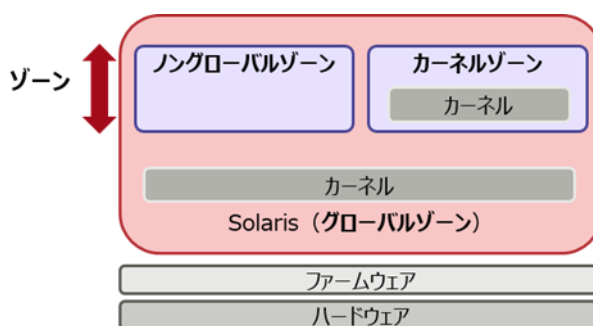 ゾーン
ノングローバルゾーン
カーネルゾーン
カーネル
カーネル
Solaris（グローバルゾーン）
ファームウェア
ハードウェア